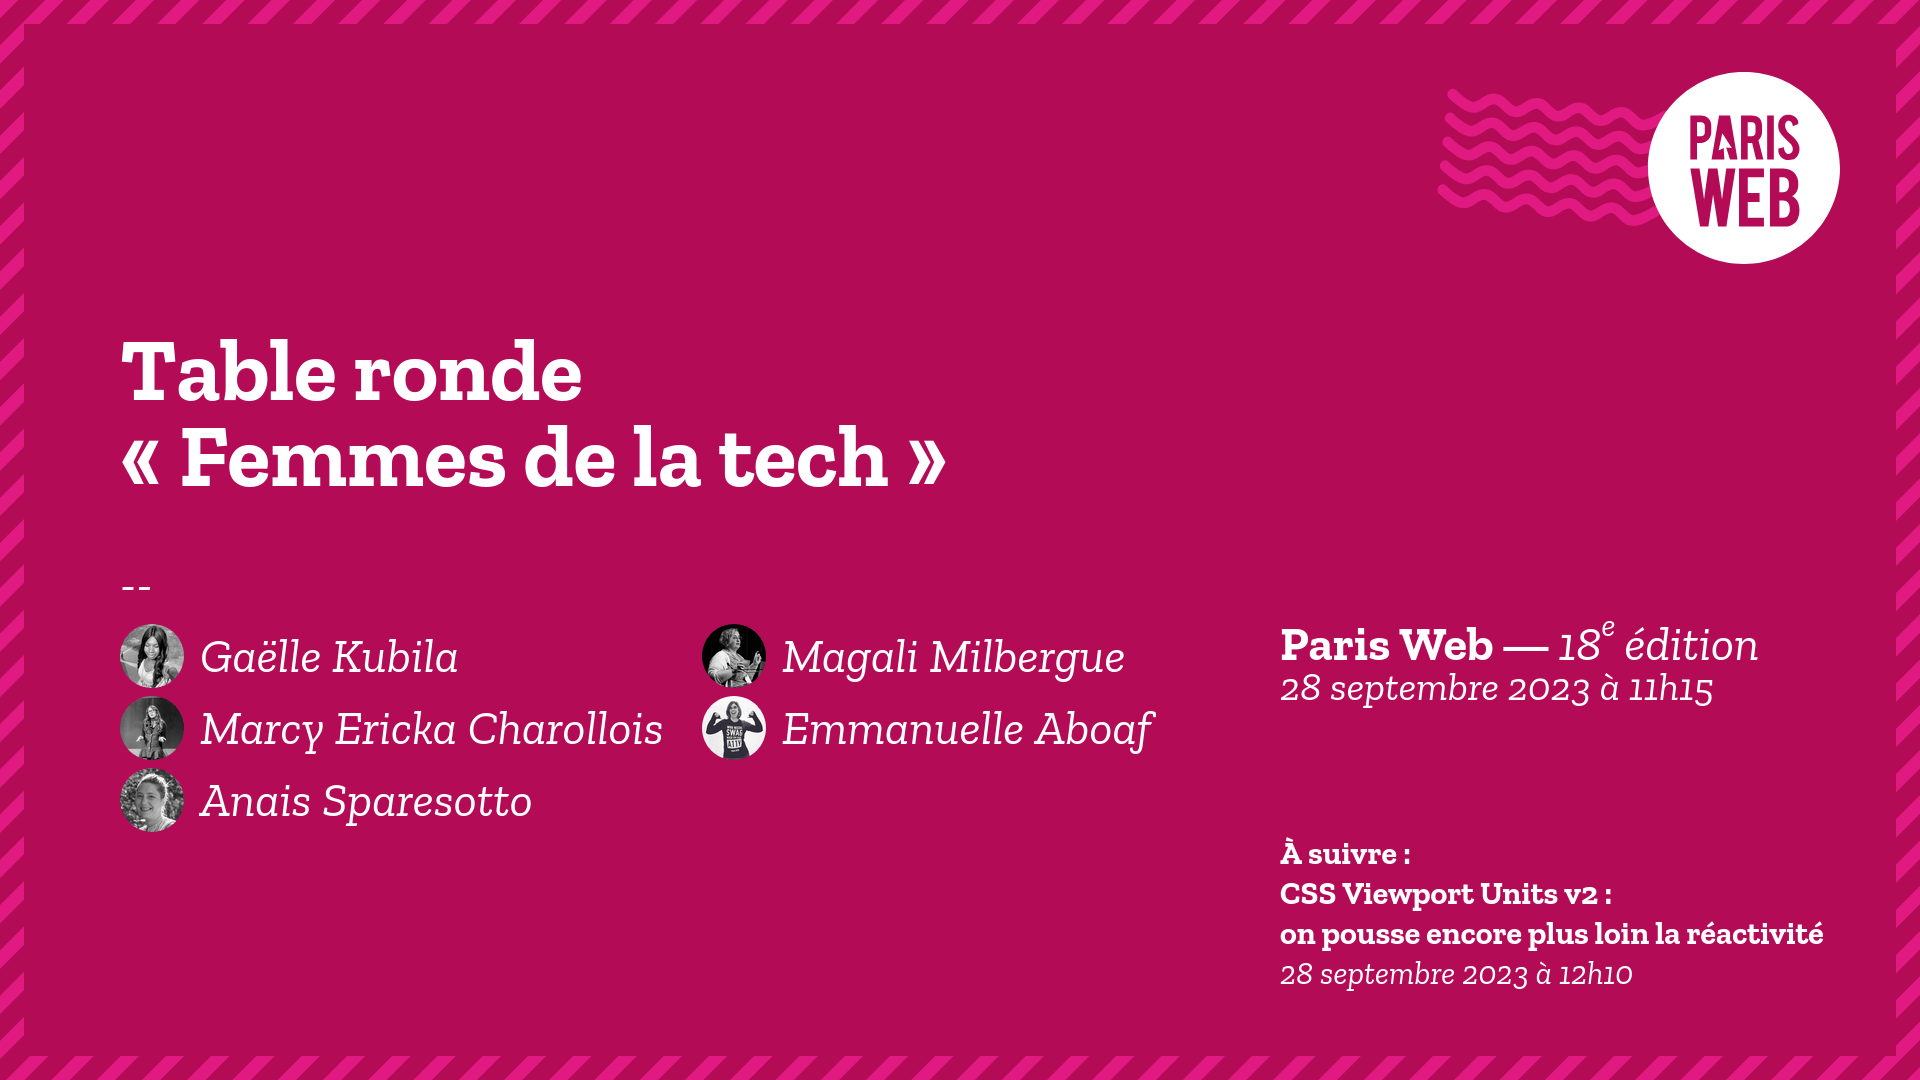 PARIS
WEB
Table ronde
« Femmes de la tech »
--
Gaëlle Kubila
Marcy Ericka Charollois
Anais Sparesotto
Magali Milbergue
Emmanuelle Aboaf
Paris Web — 18e édition
28 septembre 2023 à 11h15
À suivre :
CSS Viewport Units v2 :
on pousse encore plus loin la réactivité
28 septembre 2023 à 12h10